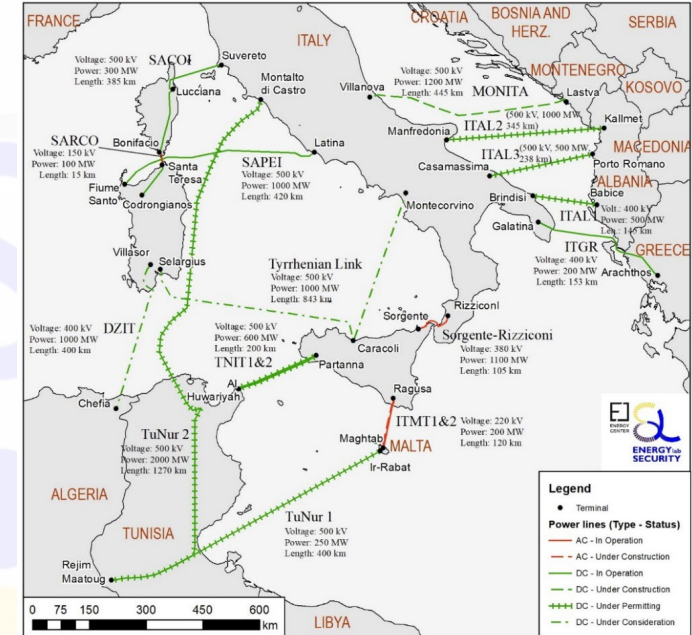 FRANCE
ITALY
CROATIA
BOSNIA AND
HERZ.
SERBIA
MONTENEGRO
KOSOVO
MACEDONIA
ALBANIA
GREECE
Voltage: 500 kV
Power: 300 MW
Length: 385 km
SACOI
Suvereto
Lucciana
Montalto
di Castro
Villanova
Voltage: 500 kV
Power: 1200 MW
Length: 445 km
MONITA
Lastva
SARCO
Voltage: 150 kV
Power: 100 MW
Length: 15 km
Bonifacio
Santa
Teresa
Fiume
Santo
Codrongianos
SAPEI
Voltage: 500 kV
Power: 1000 MW
Length: 420 km
Latina
Manfredonia
ITAL2
(500 kV, 1000 MW,
345 km)
Kallmet
Casamassima
ITAL3
(500 kV, 500 MW,
238 km)
Porto Romano
Brindisi
ITAL1
Babice
Volt.: 400 kV
Power: 500 MW
Len.: 145 km
Galatina
ITGR
Voltage: 400 kV
Power: 200 MW
Length: 153 km
Arachthos
Montecorvino
Villasor
Selargius
Tyrrhenian Link
Voltage: 500 kV
Power: 1000 MW
Length: 843 km
Voltage: 400 kV
Power: 1000 MW
Length: 400 km
DZIT
Voltage: 500 kV
Power: 600 MW
Length: 200 km
TNIT1&2
Partanna
Caracoli
Sorgente
RizziconI
Sorgente-Rizziconi
Voltage: 380 kV
Power: 1100 MW
Length: 105 km
Al
Huwariyah
Chefia
Ragusa
ITMT1&2
Voltage: 220 kV
Power: 200 MW
Length: 120 km
Maghtab
MALTA
Ir-Rabat
TuNur 2
Voltage: 500 kV
Power: 2000 MW
Length: 1270 km
ALGERIA
TUNISIA
TuNur 1
Voltage: 500 kV
Power: 250 MW
Length: 400 km
Rejim
Maatoug
LIBYA
0 75 150 300 450 600
km
ENERGY
CENTER
ENERGY lab
SECURITY
Legend
Terminal
Power lines (Type - Status)
AC - In Operation
AC - Under Construction
DC - In Operation
DC - Under Construction
DC - Under Permitting
DC - Under Consideration